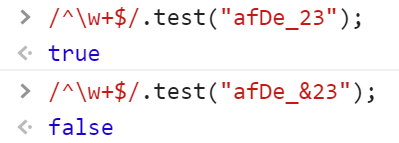 > /^\w+$/.test("afDe_23");
<· true
> /^\w+$/.test("afDe_&23");
<· false